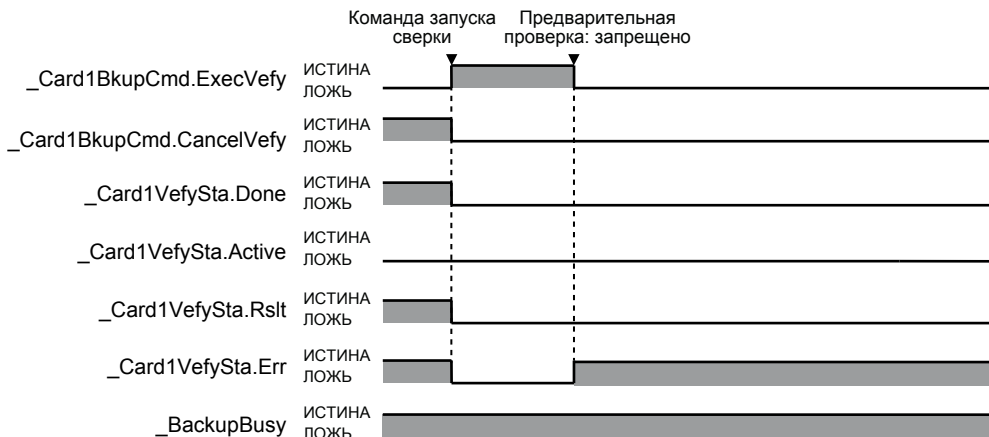 Команда запуска сверки
Предварительная проверка: запрещено
_Card1BkupCmd.ExecVefy
ИСТИНА
ЛОЖЬ
_Card1BkupCmd.CancelVefy
ИСТИНА
ЛОЖЬ
_Card1VefySta.Done
ИСТИНА
ЛОЖЬ
_Card1VefySta.Active
ИСТИНА
ЛОЖЬ
_Card1VefySta.Rslt
ИСТИНА
ЛОЖЬ
_Card1VefySta.Err
ИСТИНА
ЛОЖЬ
_BackupBusy
ИСТИНА
ЛОЖЬ